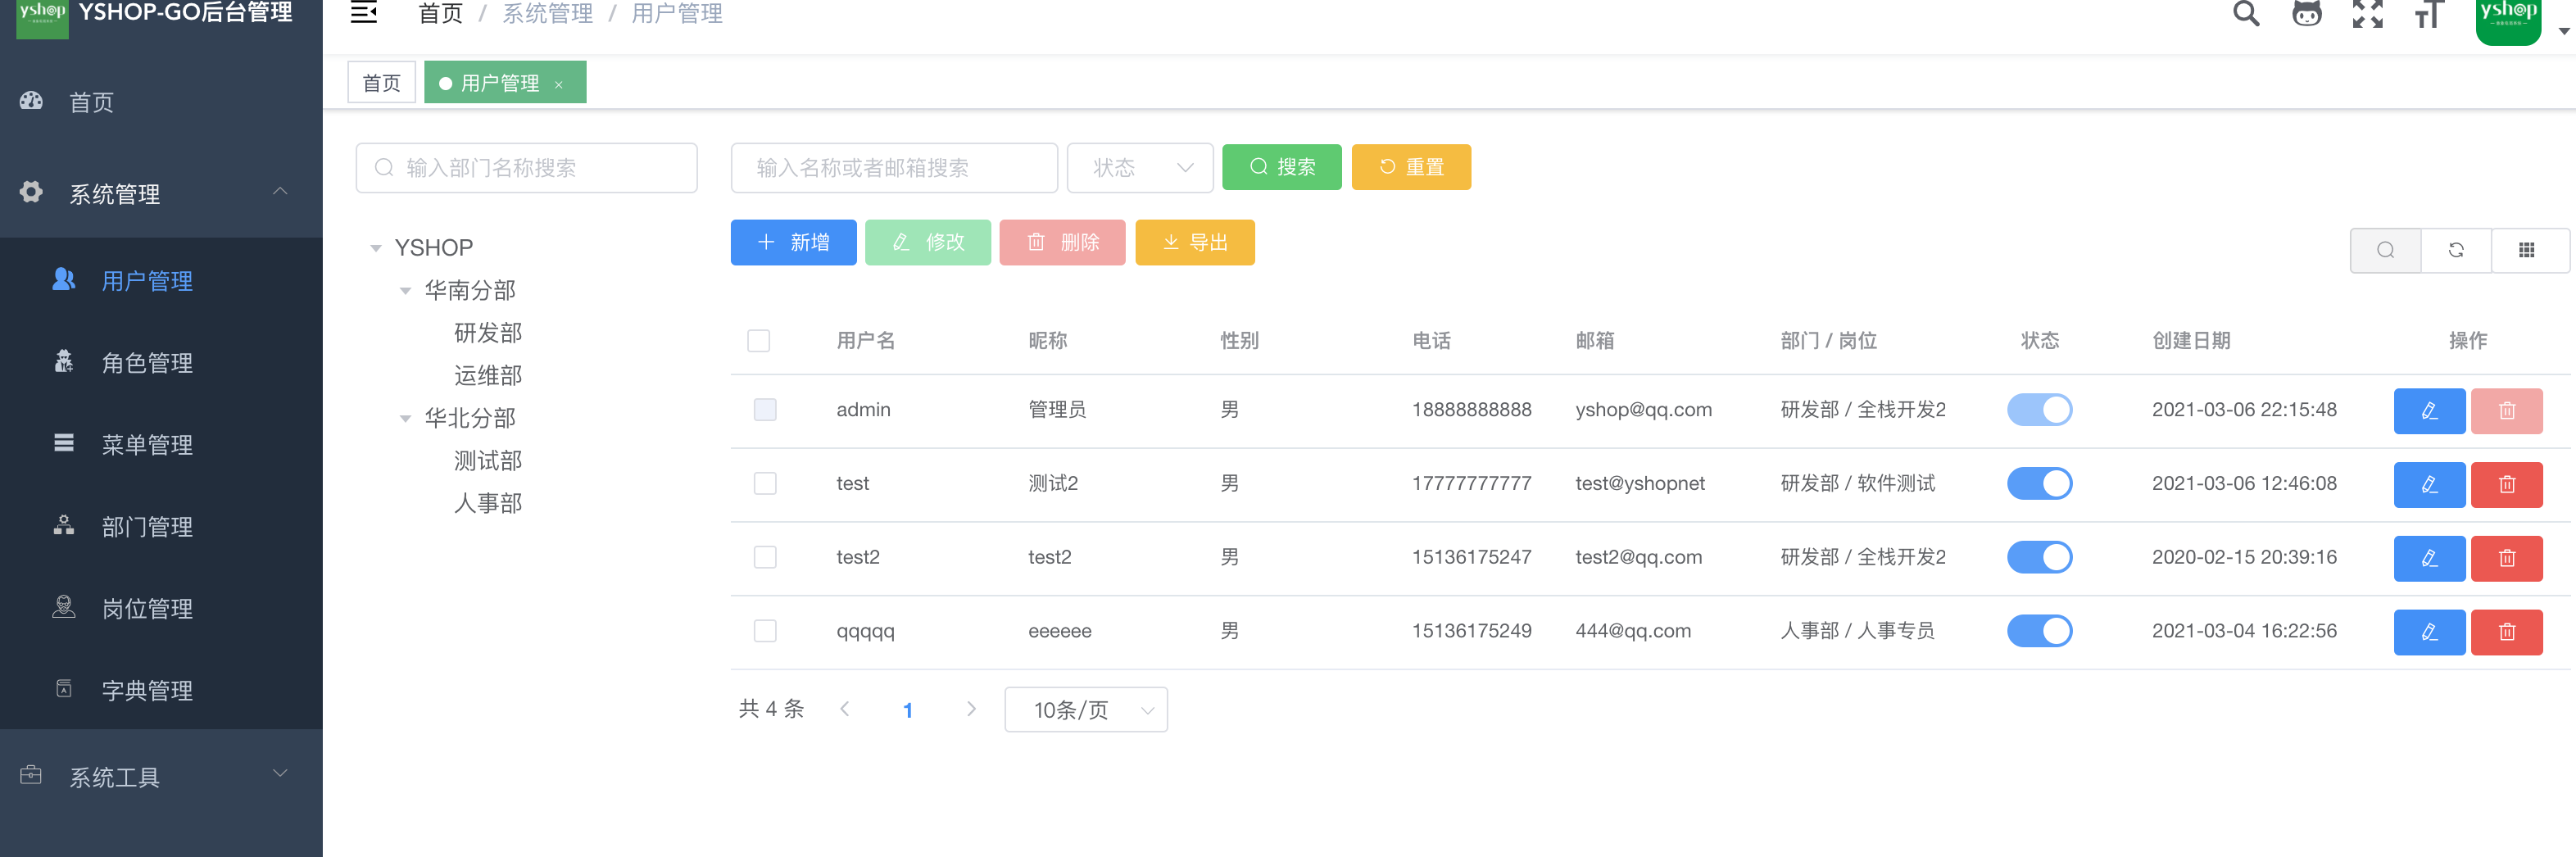 yshop
YSHOP-GO后台管理
首页 / 系统管理 / 用户管理
yshop
首页
用户管理 ×
首页
系统管理
用户管理
角色管理
菜单管理
部门管理
岗位管理
字典管理
系统工具
输入部门名称搜索
YSHOP
华南分部
研发部
运维部
华北分部
测试部
人事部
输入名称或者邮箱搜索 状态 搜索 重置
新增 修改 删除 导出
用户名 昵称 性别 电话 邮箱 部门 / 岗位 状态 创建日期 操作
admin 管理员 男 18888888888 yshop@qq.com 研发部 / 全栈开发2 2021-03-06 22:15:48
test 测试2 男 17777777777 test@yshopnet 研发部 / 软件测试 2021-03-06 12:46:08
test2 test2 男 15136175247 test2@qq.com 研发部 / 全栈开发2 2020-02-15 20:39:16
qqqqq eeeeee 男 15136175249 444@qq.com 人事部 / 人事专员 2021-03-04 16:22:56
共 4 条 1 10条/页